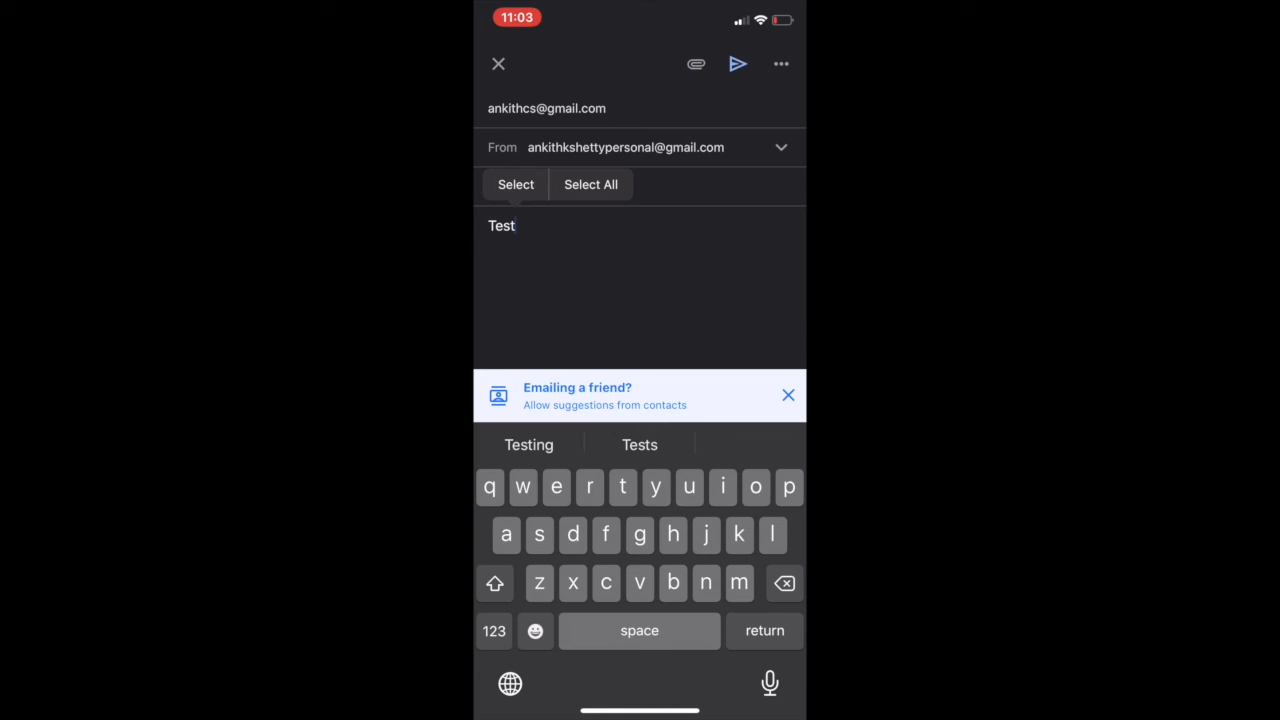 11:03
ankithcs@gmail.com
From ankithkshettypersonal@gmail.com
Select Select All
Test
Emailing a friend?
Allow suggestions from contacts
Testing Tests
q w e r t y u i o p
a s d f g h j k l
z x c v b n m
123 space return